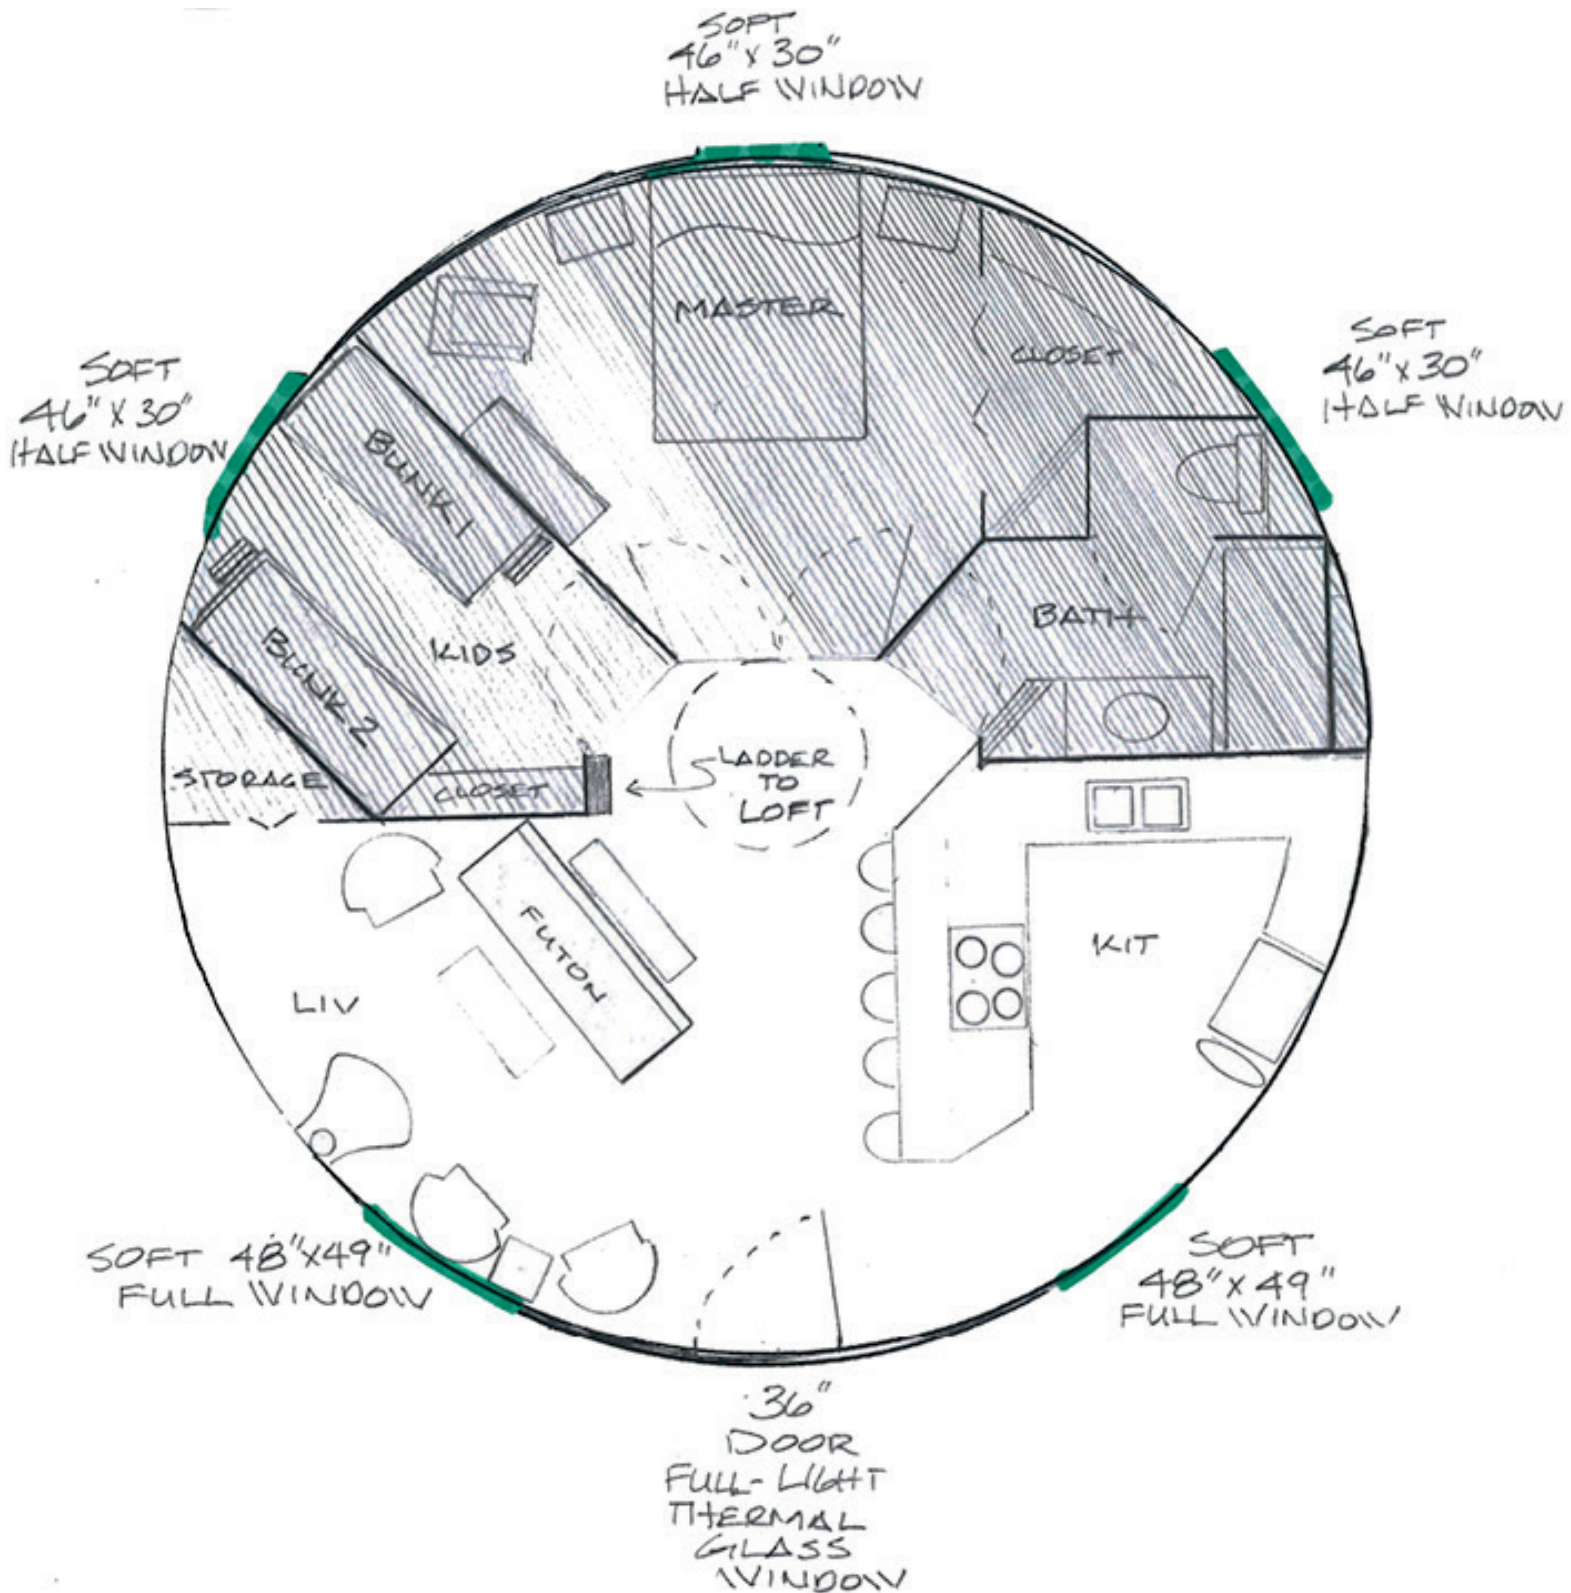 SOFT
46" X 30"
HALF WINDOW
SOFT
46" X 30"
HALF WINDOW
SOFT
46" X 30"
HALF WINDOW
MASTER
CLOSET
BUNK 1
BATH
KIDS
BUNK 2
STORAGE
CLOSET
LADDER
TO
LOFT
FUTON
KIT
LIV
SOFT 48" X 49"
FULL WINDOW
SOFT
48" X 49"
FULL WINDOW
36"
DOOR
FULL-LIGHT
THERMAL
GLASS
WINDOW